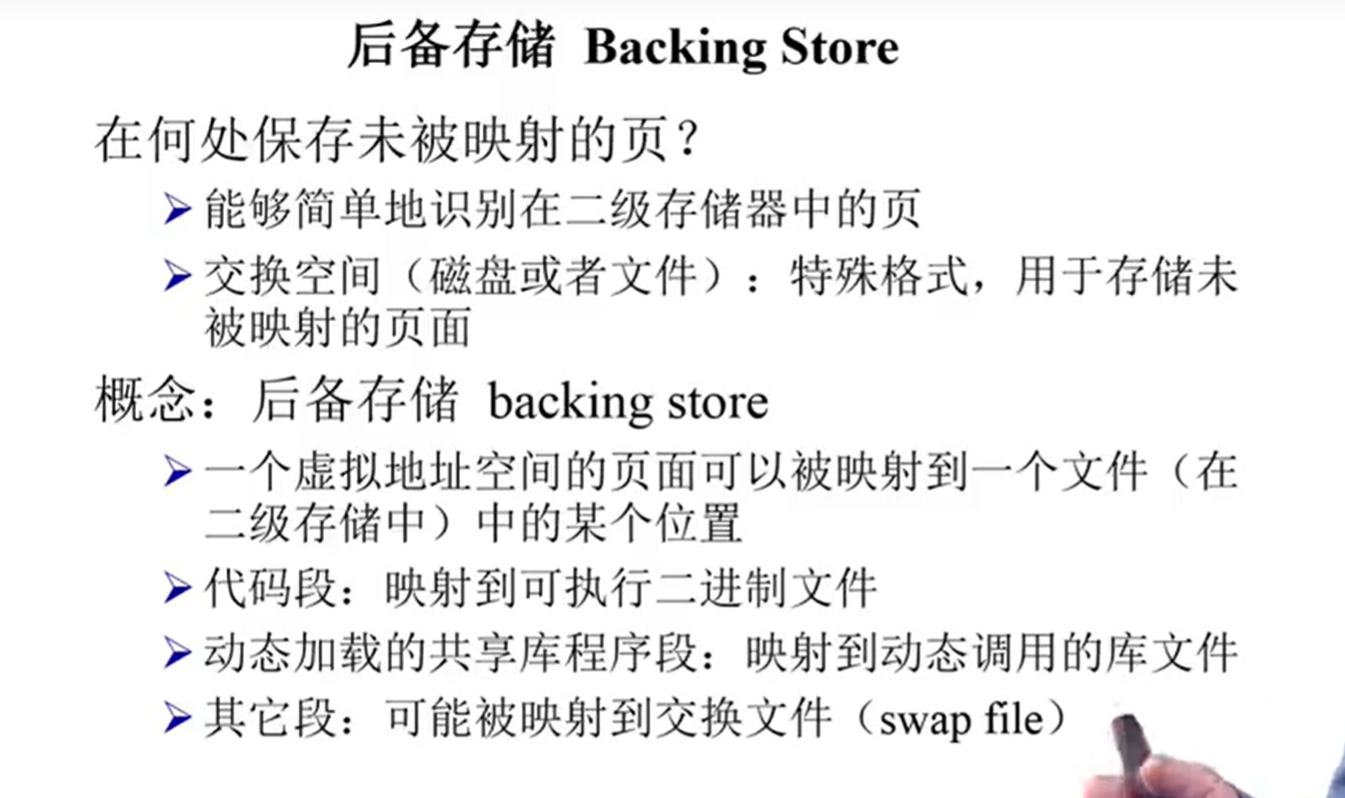 后备存储 Backing Store
在何处保存未被映射的页？
能够简单地识别在二级存储器中的页
交换空间（磁盘或者文件）：特殊格式，用于存储未
被映射的页面
概念：后备存储 backing store
一个虚拟地址空间的页面可以被映射到一个文件（在
二级存储中）中的某个位置
代码段：映射到可执行二进制文件
动态加载的共享库程序段：映射到动态调用的库文件
其它段：可能被映射到交换文件（swap file）